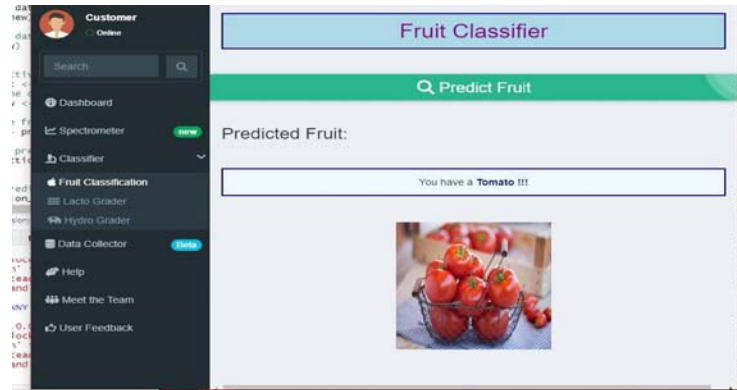 Customer
Online
Search
Dashboard
Spectrometer new
Classifier
Fruit Classification
Lacto Grader
Hydro Grader
Data Collector Beta
Help
Meet the Team
User Feedback
Fruit Classifier
Predict Fruit
Predicted Fruit:
You have a Tomato !!!